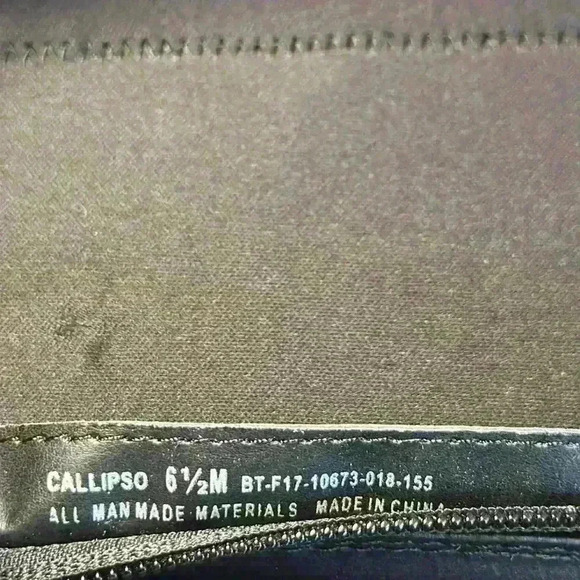 CALLIPSO 6½M BT-F17-10673-018-155
ALL MAN MADE MATERIALS MADE IN CHINA